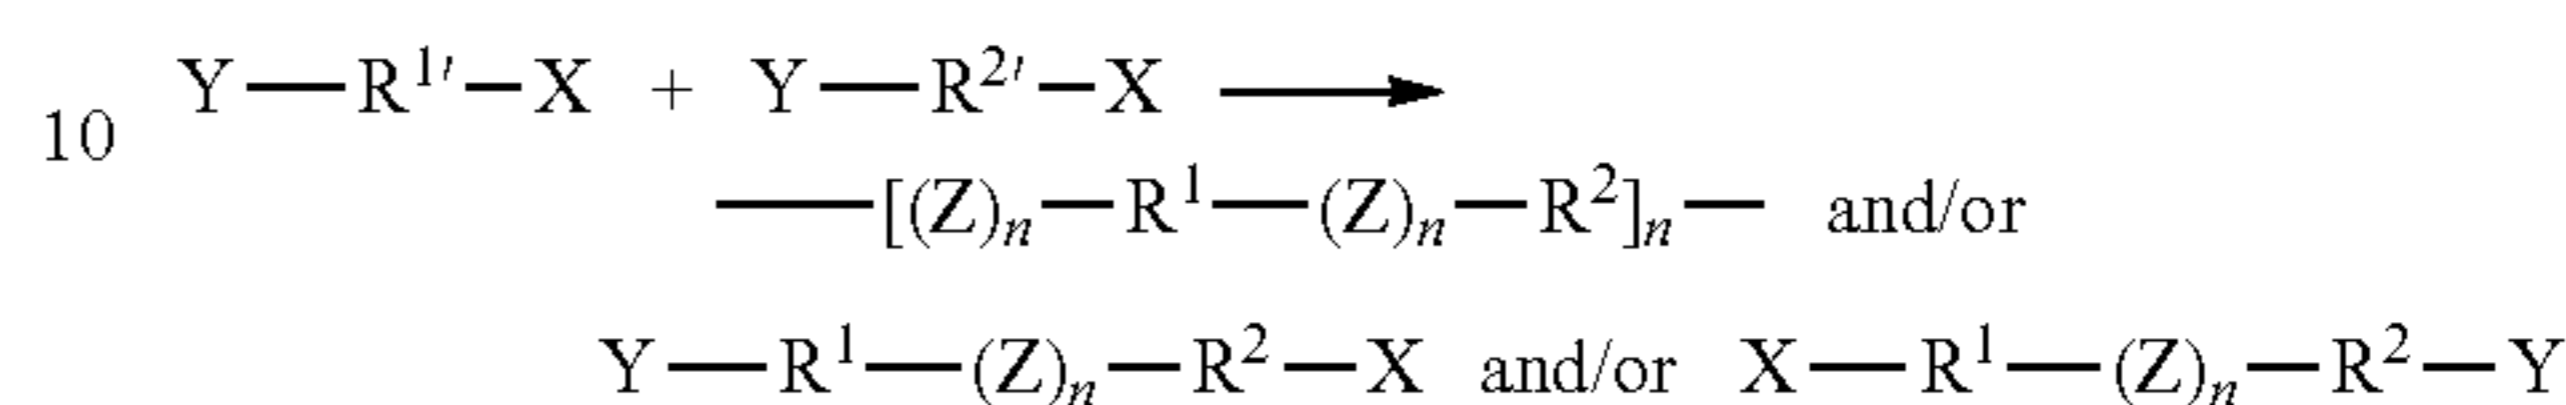 10 Y—R¹′—X + Y—R²′—X ⟶
—[(Z)ₙ—R¹—(Z)ₙ—R²]ₙ— and/or
Y—R¹—(Z)ₙ—R²—X and/or X—R¹—(Z)ₙ—R²—Y